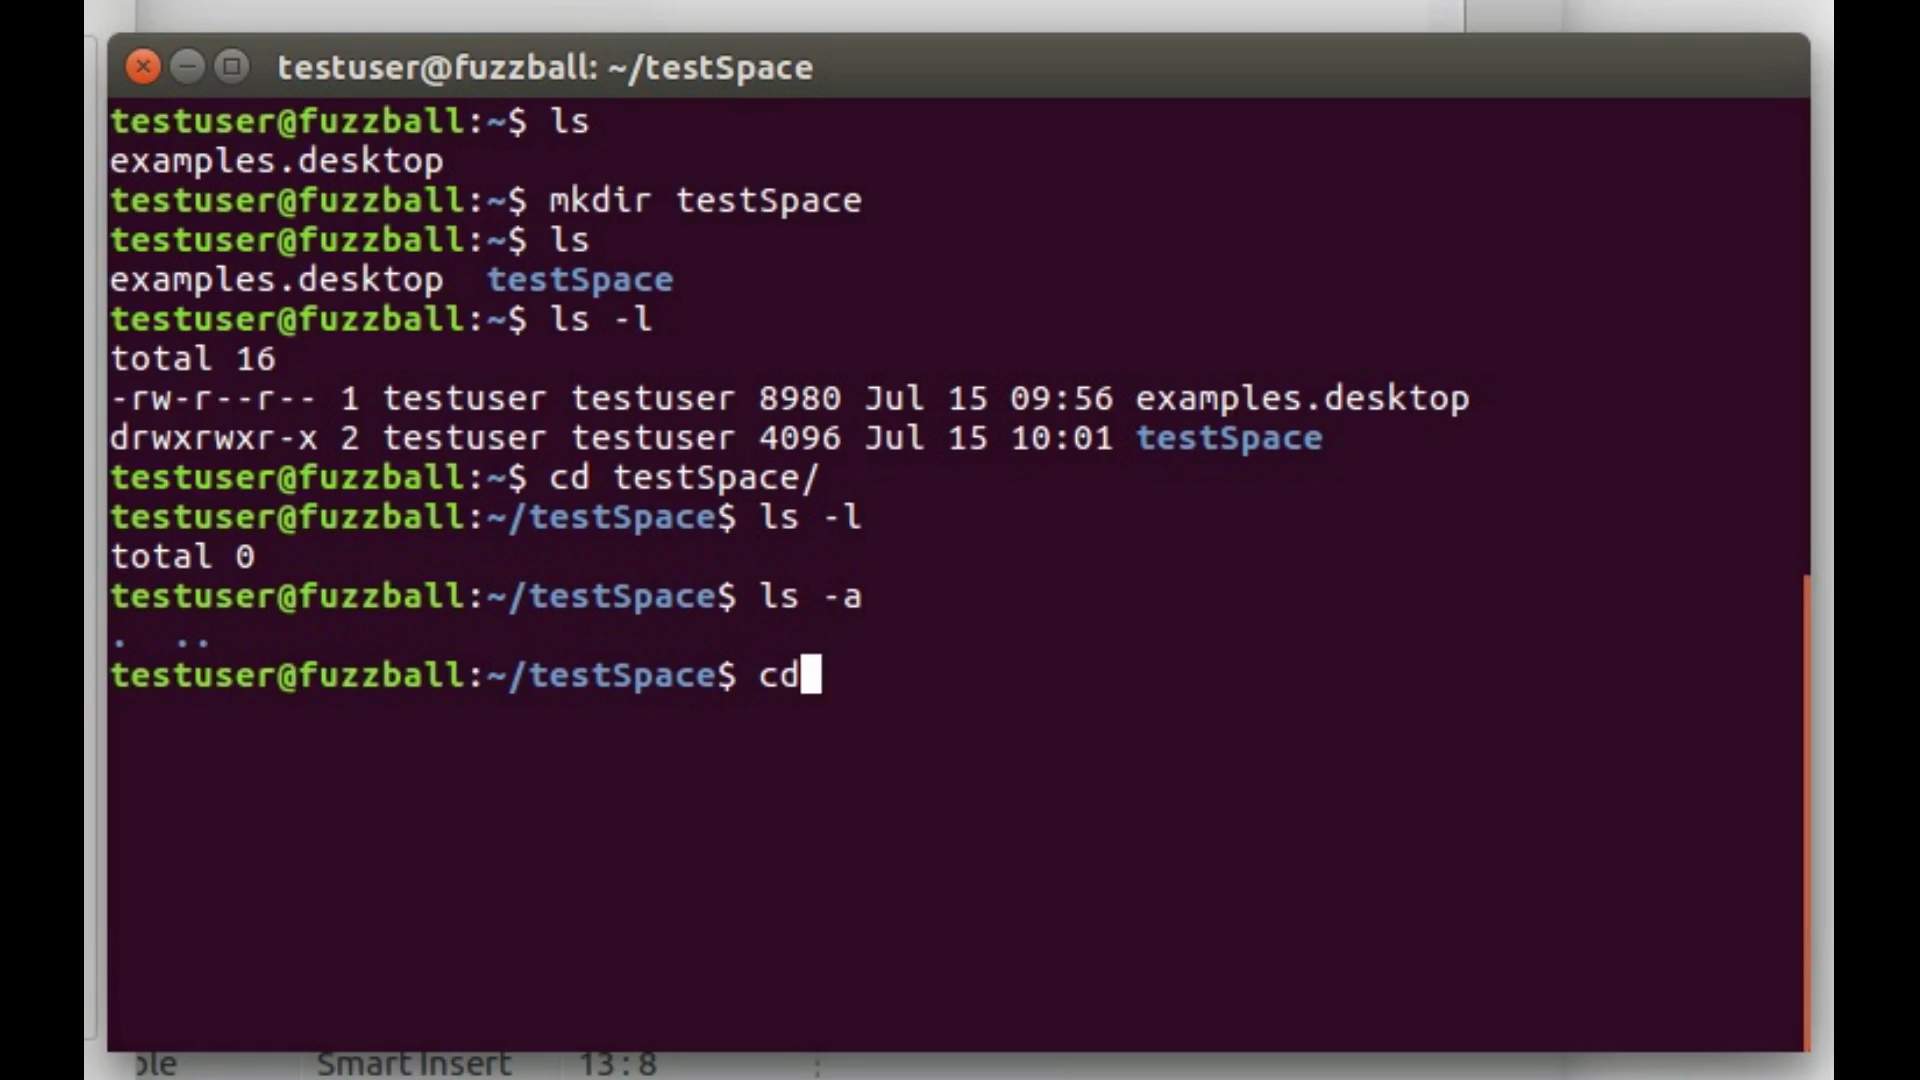 testuser@fuzzball: ~/testSpace
testuser@fuzzball:~$ ls
examples.desktop
testuser@fuzzball:~$ mkdir testSpace
testuser@fuzzball:~$ ls
examples.desktop  testSpace
testuser@fuzzball:~$ ls -l
total 16
-rw-r--r-- 1 testuser testuser 8980 Jul 15 09:56 examples.desktop
drwxrwxr-x 2 testuser testuser 4096 Jul 15 10:01 testSpace
testuser@fuzzball:~$ cd testSpace/
testuser@fuzzball:~/testSpace$ ls -l
total 0
testuser@fuzzball:~/testSpace$ ls -a
.  ..
testuser@fuzzball:~/testSpace$ cd
Smart Insert 13:8